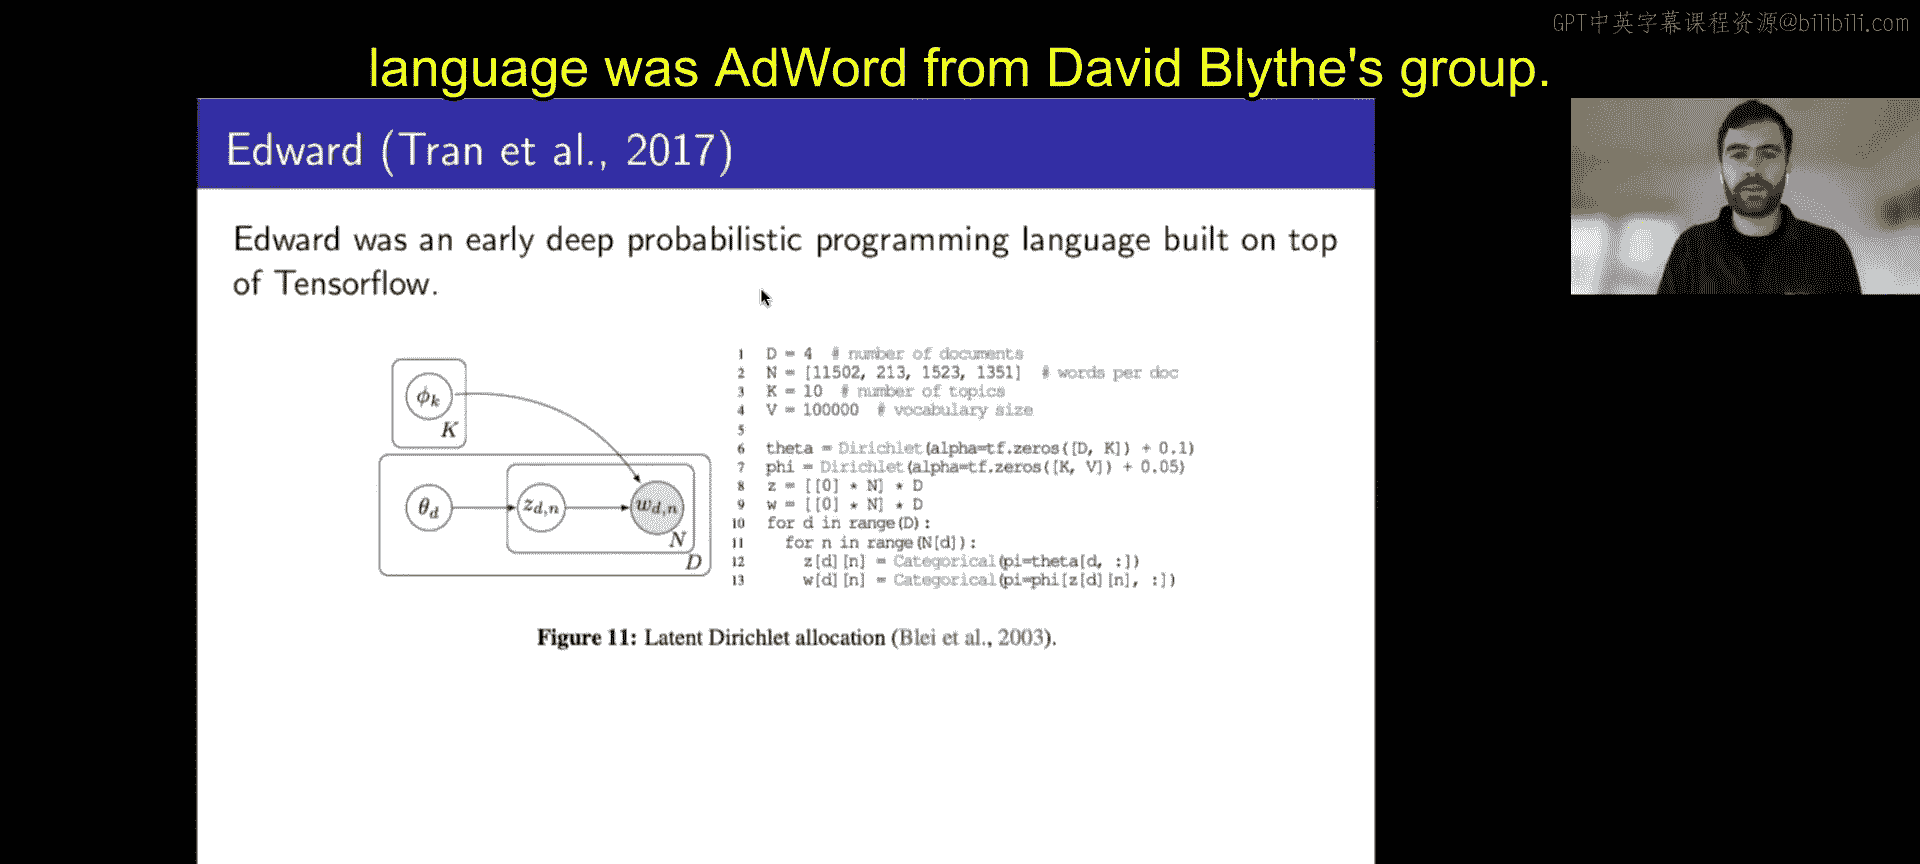 GPT中英字幕课程资源@bilibili.com
language was AdWord from David Blythe's group.
Edward (Tran et al., 2017)
Edward was an early deep probabilistic programming language built on top
of Tensorflow.
ϕk
K
θd
zd,n
wd,n
N
D
1 D = 4 # number of documents
2 N = [11502, 213, 1523, 1351] # words per doc
3 K = 10 # number of topics
4 V = 100000 # vocabulary size
5
6 theta = Dirichlet(alpha=tf.zeros([D, K]) + 0.1)
7 phi = Dirichlet(alpha=tf.zeros([K, V]) + 0.05)
8 z = [[0] * N] * D
9 w = [[0] * N] * D
10 for d in range(D):
11 for n in range(N[d]):
12 z[d][n] = Categorical(pi=theta[d, :])
13 w[d][n] = Categorical(pi=phi[z[d][n], :])
Figure 11: Latent Dirichlet allocation (Blei et al., 2003).